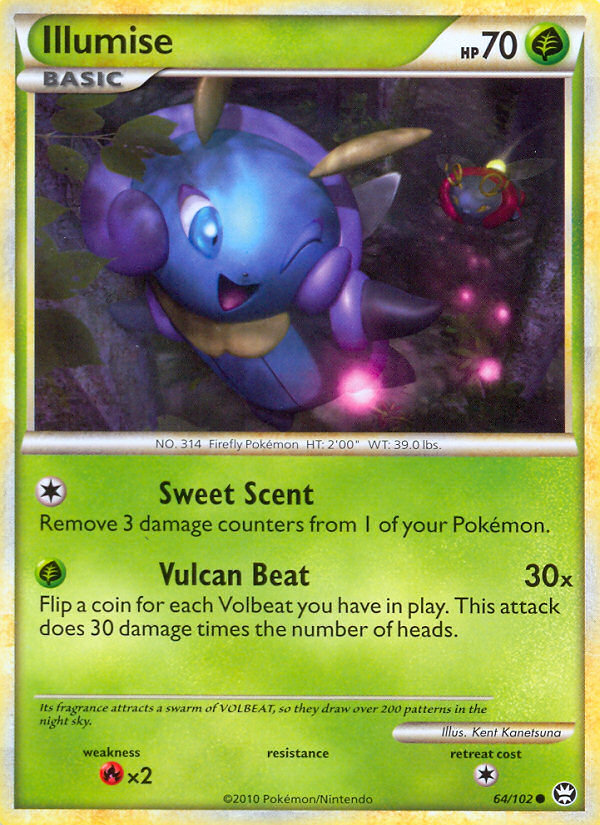 Illumise
HP 70
BASIC
NO. 314 Firefly Pokémon HT: 2'00" WT: 39.0 lbs.
Sweet Scent
Remove 3 damage counters from 1 of your Pokémon.
Vulcan Beat 30x
Flip a coin for each Volbeat you have in play. This attack
does 30 damage times the number of heads.
Its fragrance attracts a swarm of VOLBEAT, so they draw over 200 patterns in the
night sky.
Illus. Kent Kanetsuna
weakness resistance retreat cost
×2
©2010 Pokémon/Nintendo 64/102